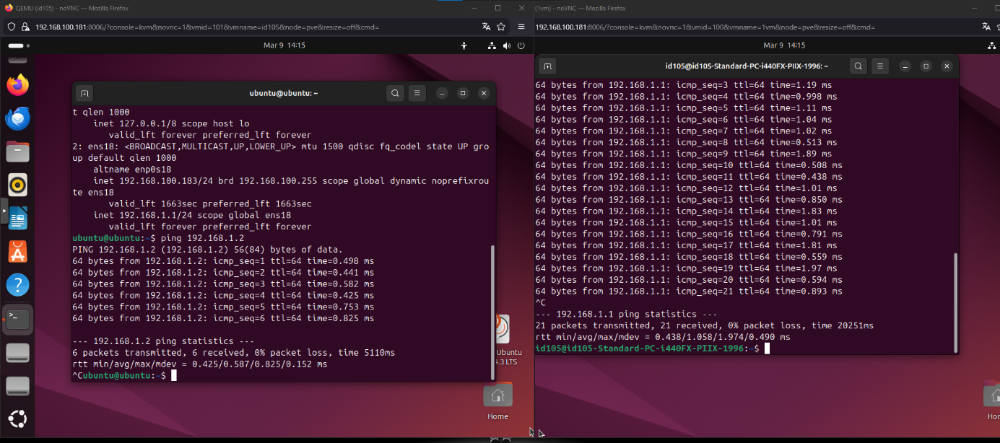 QEMU (id105) - noVNC — Mozilla Firefox
192.168.100.181:8006/?console=kvm&novnc=1&vmid=101&vmname=id105&node=pve&resize=off&cmd=
Mar 9 14:15
ubuntu@ubuntu: ~
t qlen 1000
inet 127.0.0.1/8 scope host lo
valid_lft forever preferred_lft forever
2: ens18: <BROADCAST,MULTICAST,UP,LOWER_UP> mtu 1500 qdisc fq_codel state UP gro
up default qlen 1000
altname enp0s18
inet 192.168.100.183/24 brd 192.168.100.255 scope global dynamic noprefixrou
te ens18
valid_lft 1663sec preferred_lft 1663sec
inet 192.168.1.1/24 scope global ens18
valid_lft forever preferred_lft forever
ubuntu@ubuntu:~$ ping 192.168.1.2
PING 192.168.1.2 (192.168.1.2) 56(84) bytes of data.
64 bytes from 192.168.1.2: icmp_seq=1 ttl=64 time=0.498 ms
64 bytes from 192.168.1.2: icmp_seq=2 ttl=64 time=0.441 ms
64 bytes from 192.168.1.2: icmp_seq=3 ttl=64 time=0.582 ms
64 bytes from 192.168.1.2: icmp_seq=4 ttl=64 time=0.425 ms
64 bytes from 192.168.1.2: icmp_seq=5 ttl=64 time=0.753 ms
64 bytes from 192.168.1.2: icmp_seq=6 ttl=64 time=0.825 ms
--- 192.168.1.2 ping statistics ---
6 packets transmitted, 6 received, 0% packet loss, time 5110ms
rtt min/avg/max/mdev = 0.425/0.587/0.825/0.152 ms
^Cubuntu@ubuntu:~$
Ubuntu
4.3 LTS
Home
(1vm) - noVNC — Mozilla Firefox
192.168.100.181:8006/?console=kvm&novnc=1&vmid=100&vmname=1vm&node=pve&resize=off&cmd=
Mar 9 14:15
id105@id105-Standard-PC-i440FX-PIIX-1996: ~
64 bytes from 192.168.1.1: icmp_seq=3 ttl=64 time=1.19 ms
64 bytes from 192.168.1.1: icmp_seq=4 ttl=64 time=0.998 ms
64 bytes from 192.168.1.1: icmp_seq=5 ttl=64 time=1.11 ms
64 bytes from 192.168.1.1: icmp_seq=6 ttl=64 time=1.04 ms
64 bytes from 192.168.1.1: icmp_seq=7 ttl=64 time=1.02 ms
64 bytes from 192.168.1.1: icmp_seq=8 ttl=64 time=0.513 ms
64 bytes from 192.168.1.1: icmp_seq=9 ttl=64 time=1.89 ms
64 bytes from 192.168.1.1: icmp_seq=10 ttl=64 time=0.508 ms
64 bytes from 192.168.1.1: icmp_seq=11 ttl=64 time=0.438 ms
64 bytes from 192.168.1.1: icmp_seq=12 ttl=64 time=1.01 ms
64 bytes from 192.168.1.1: icmp_seq=13 ttl=64 time=0.850 ms
64 bytes from 192.168.1.1: icmp_seq=14 ttl=64 time=1.83 ms
64 bytes from 192.168.1.1: icmp_seq=15 ttl=64 time=1.01 ms
64 bytes from 192.168.1.1: icmp_seq=16 ttl=64 time=0.791 ms
64 bytes from 192.168.1.1: icmp_seq=17 ttl=64 time=1.81 ms
64 bytes from 192.168.1.1: icmp_seq=18 ttl=64 time=0.559 ms
64 bytes from 192.168.1.1: icmp_seq=19 ttl=64 time=1.97 ms
64 bytes from 192.168.1.1: icmp_seq=20 ttl=64 time=0.594 ms
64 bytes from 192.168.1.1: icmp_seq=21 ttl=64 time=0.893 ms
^C
--- 192.168.1.1 ping statistics ---
21 packets transmitted, 21 received, 0% packet loss, time 20251ms
rtt min/avg/max/mdev = 0.438/1.058/1.974/0.490 ms
id105@id105-Standard-PC-i440FX-PIIX-1996:~$